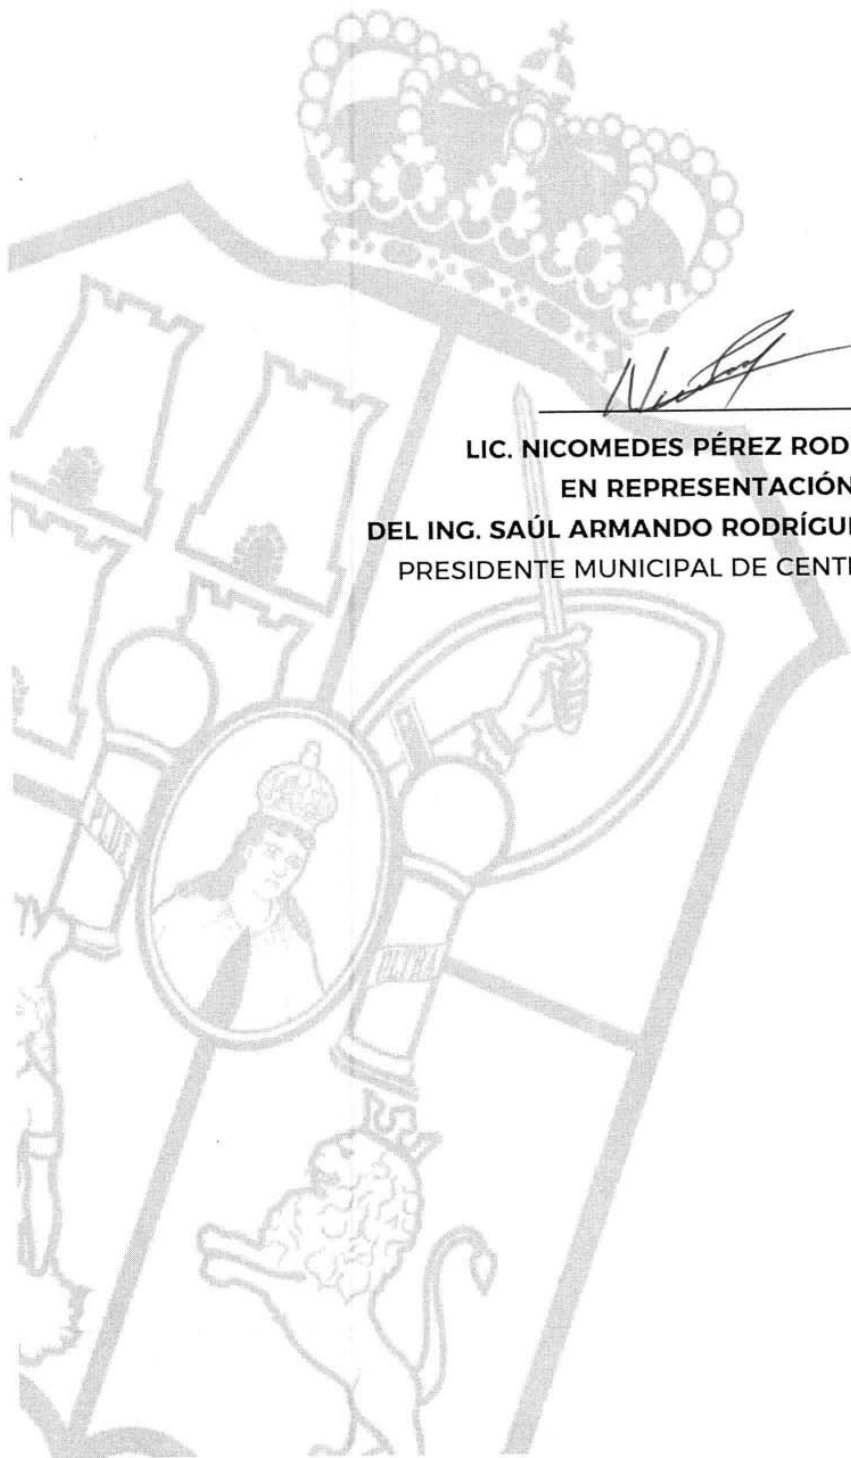 LIC. NICOMEDES PÉREZ ROD
EN REPRESENTACIÓN
DEL ING. SAÚL ARMANDO RODRÍGU
PRESIDENTE MUNICIPAL DE CENT